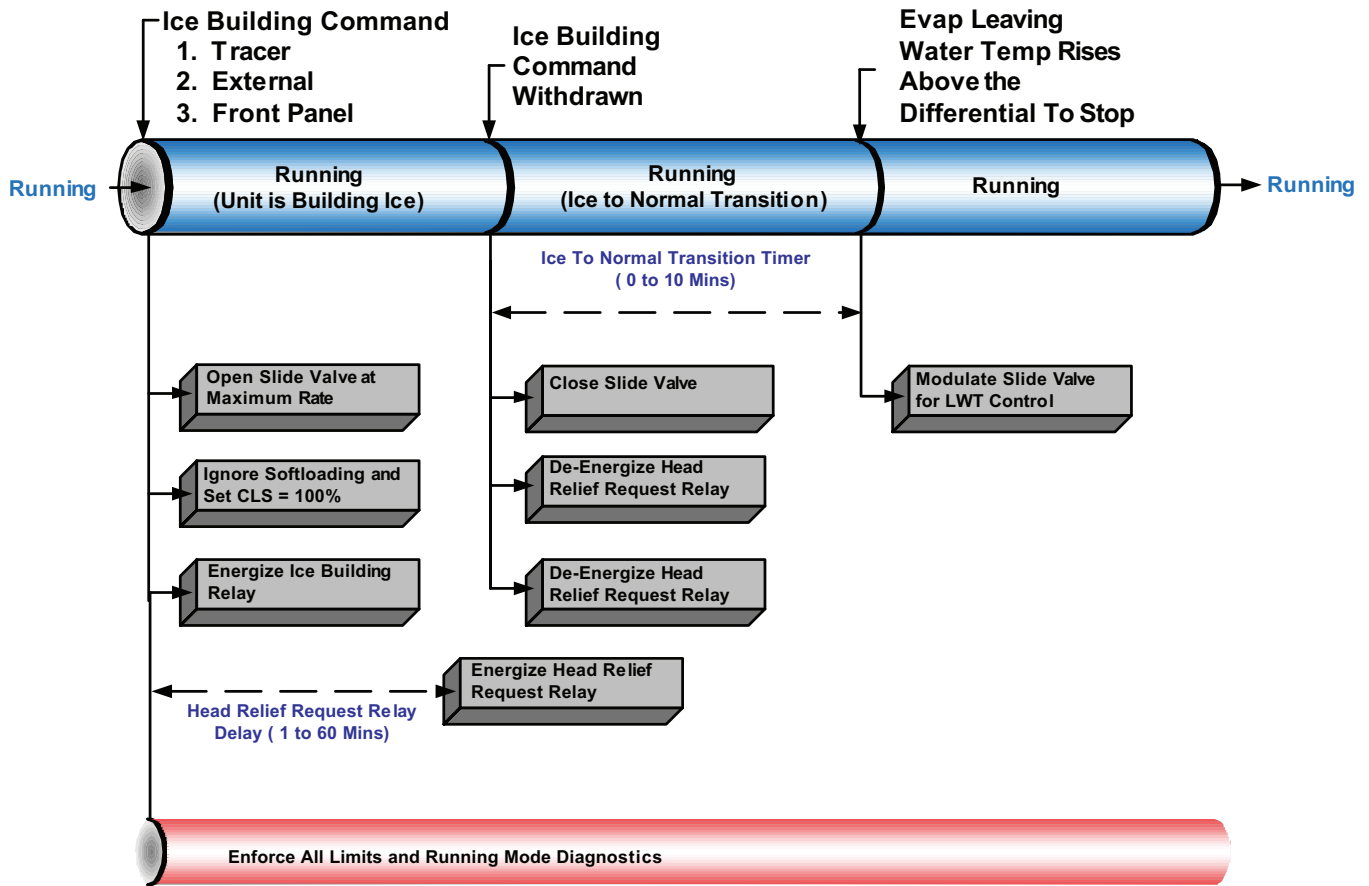 Ice Building Command
1. Tracer
2. External
3. Front Panel
Ice Building
Command
Withdrawn
Evap Leaving
Water Temp Rises
Above the
Differential To Stop
Running
Running
(Unit is Building Ice)
Running
(Ice to Normal Transition)
Running
Running
Ice To Normal Transition Timer
( 0 to 10 Mins)
Open Slide Valve at
Maximum Rate
Close Slide Valve
Modulate Slide Valve
for LWT Control
Ignore Softloading and
Set CLS = 100%
De-Energize Head
Relief Request Relay
Energize Ice Building
Relay
De-Energize Head
Relief Request Relay
Energize Head Relief
Request Relay
Head Relief Request Relay
Delay ( 1 to 60 Mins)
Enforce All Limits and Running Mode Diagnostics